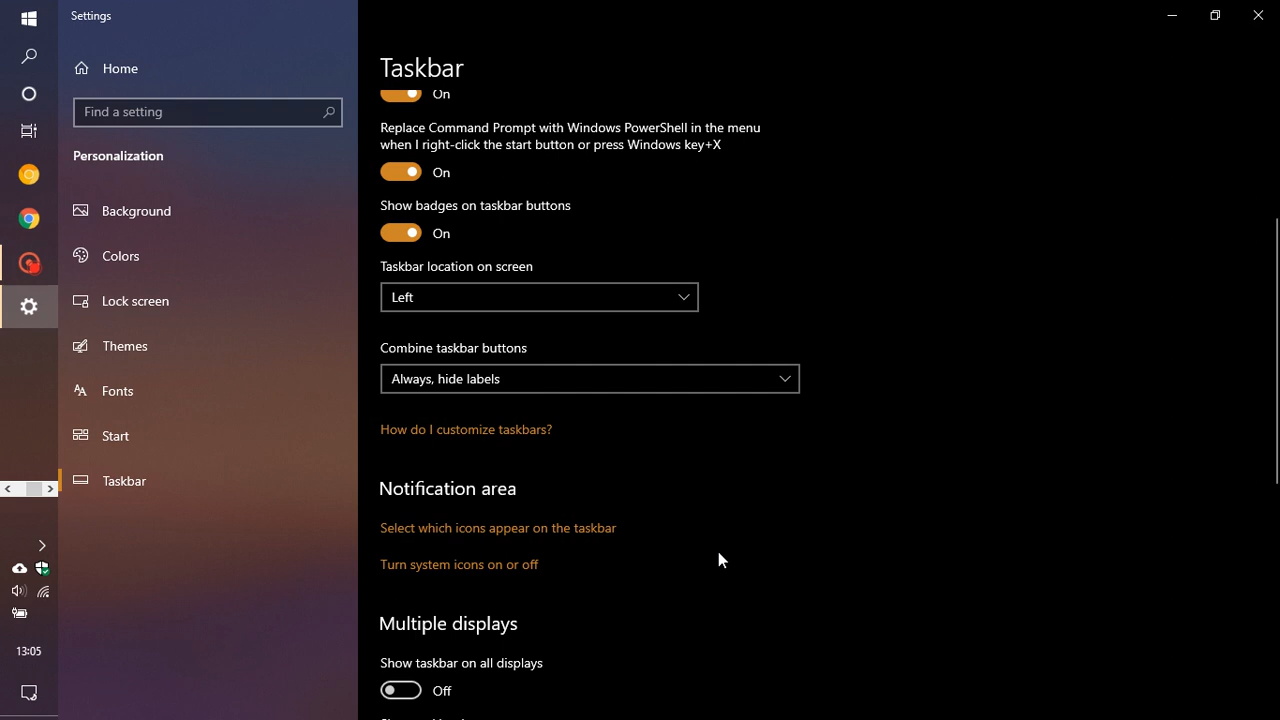 Settings
Home
Find a setting
Personalization
Background
Colors
Lock screen
Themes
Fonts
Start
Taskbar
13:05
Taskbar
On
Replace Command Prompt with Windows PowerShell in the menu
when I right-click the start button or press Windows key+X
On
Show badges on taskbar buttons
On
Taskbar location on screen
Left
Combine taskbar buttons
Always, hide labels
How do I customize taskbars?
Notification area
Select which icons appear on the taskbar
Turn system icons on or off
Multiple displays
Show taskbar on all displays
Off